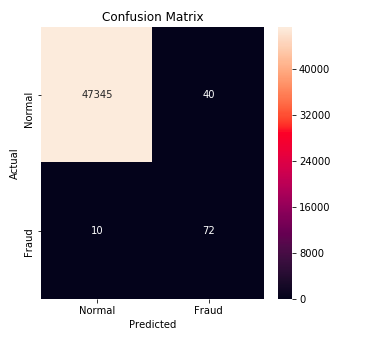 Confusion Matrix
Actual
Normal
47345
40
Fraud
10
72
Normal
Fraud
Predicted
40000
32000
24000
16000
8000
0